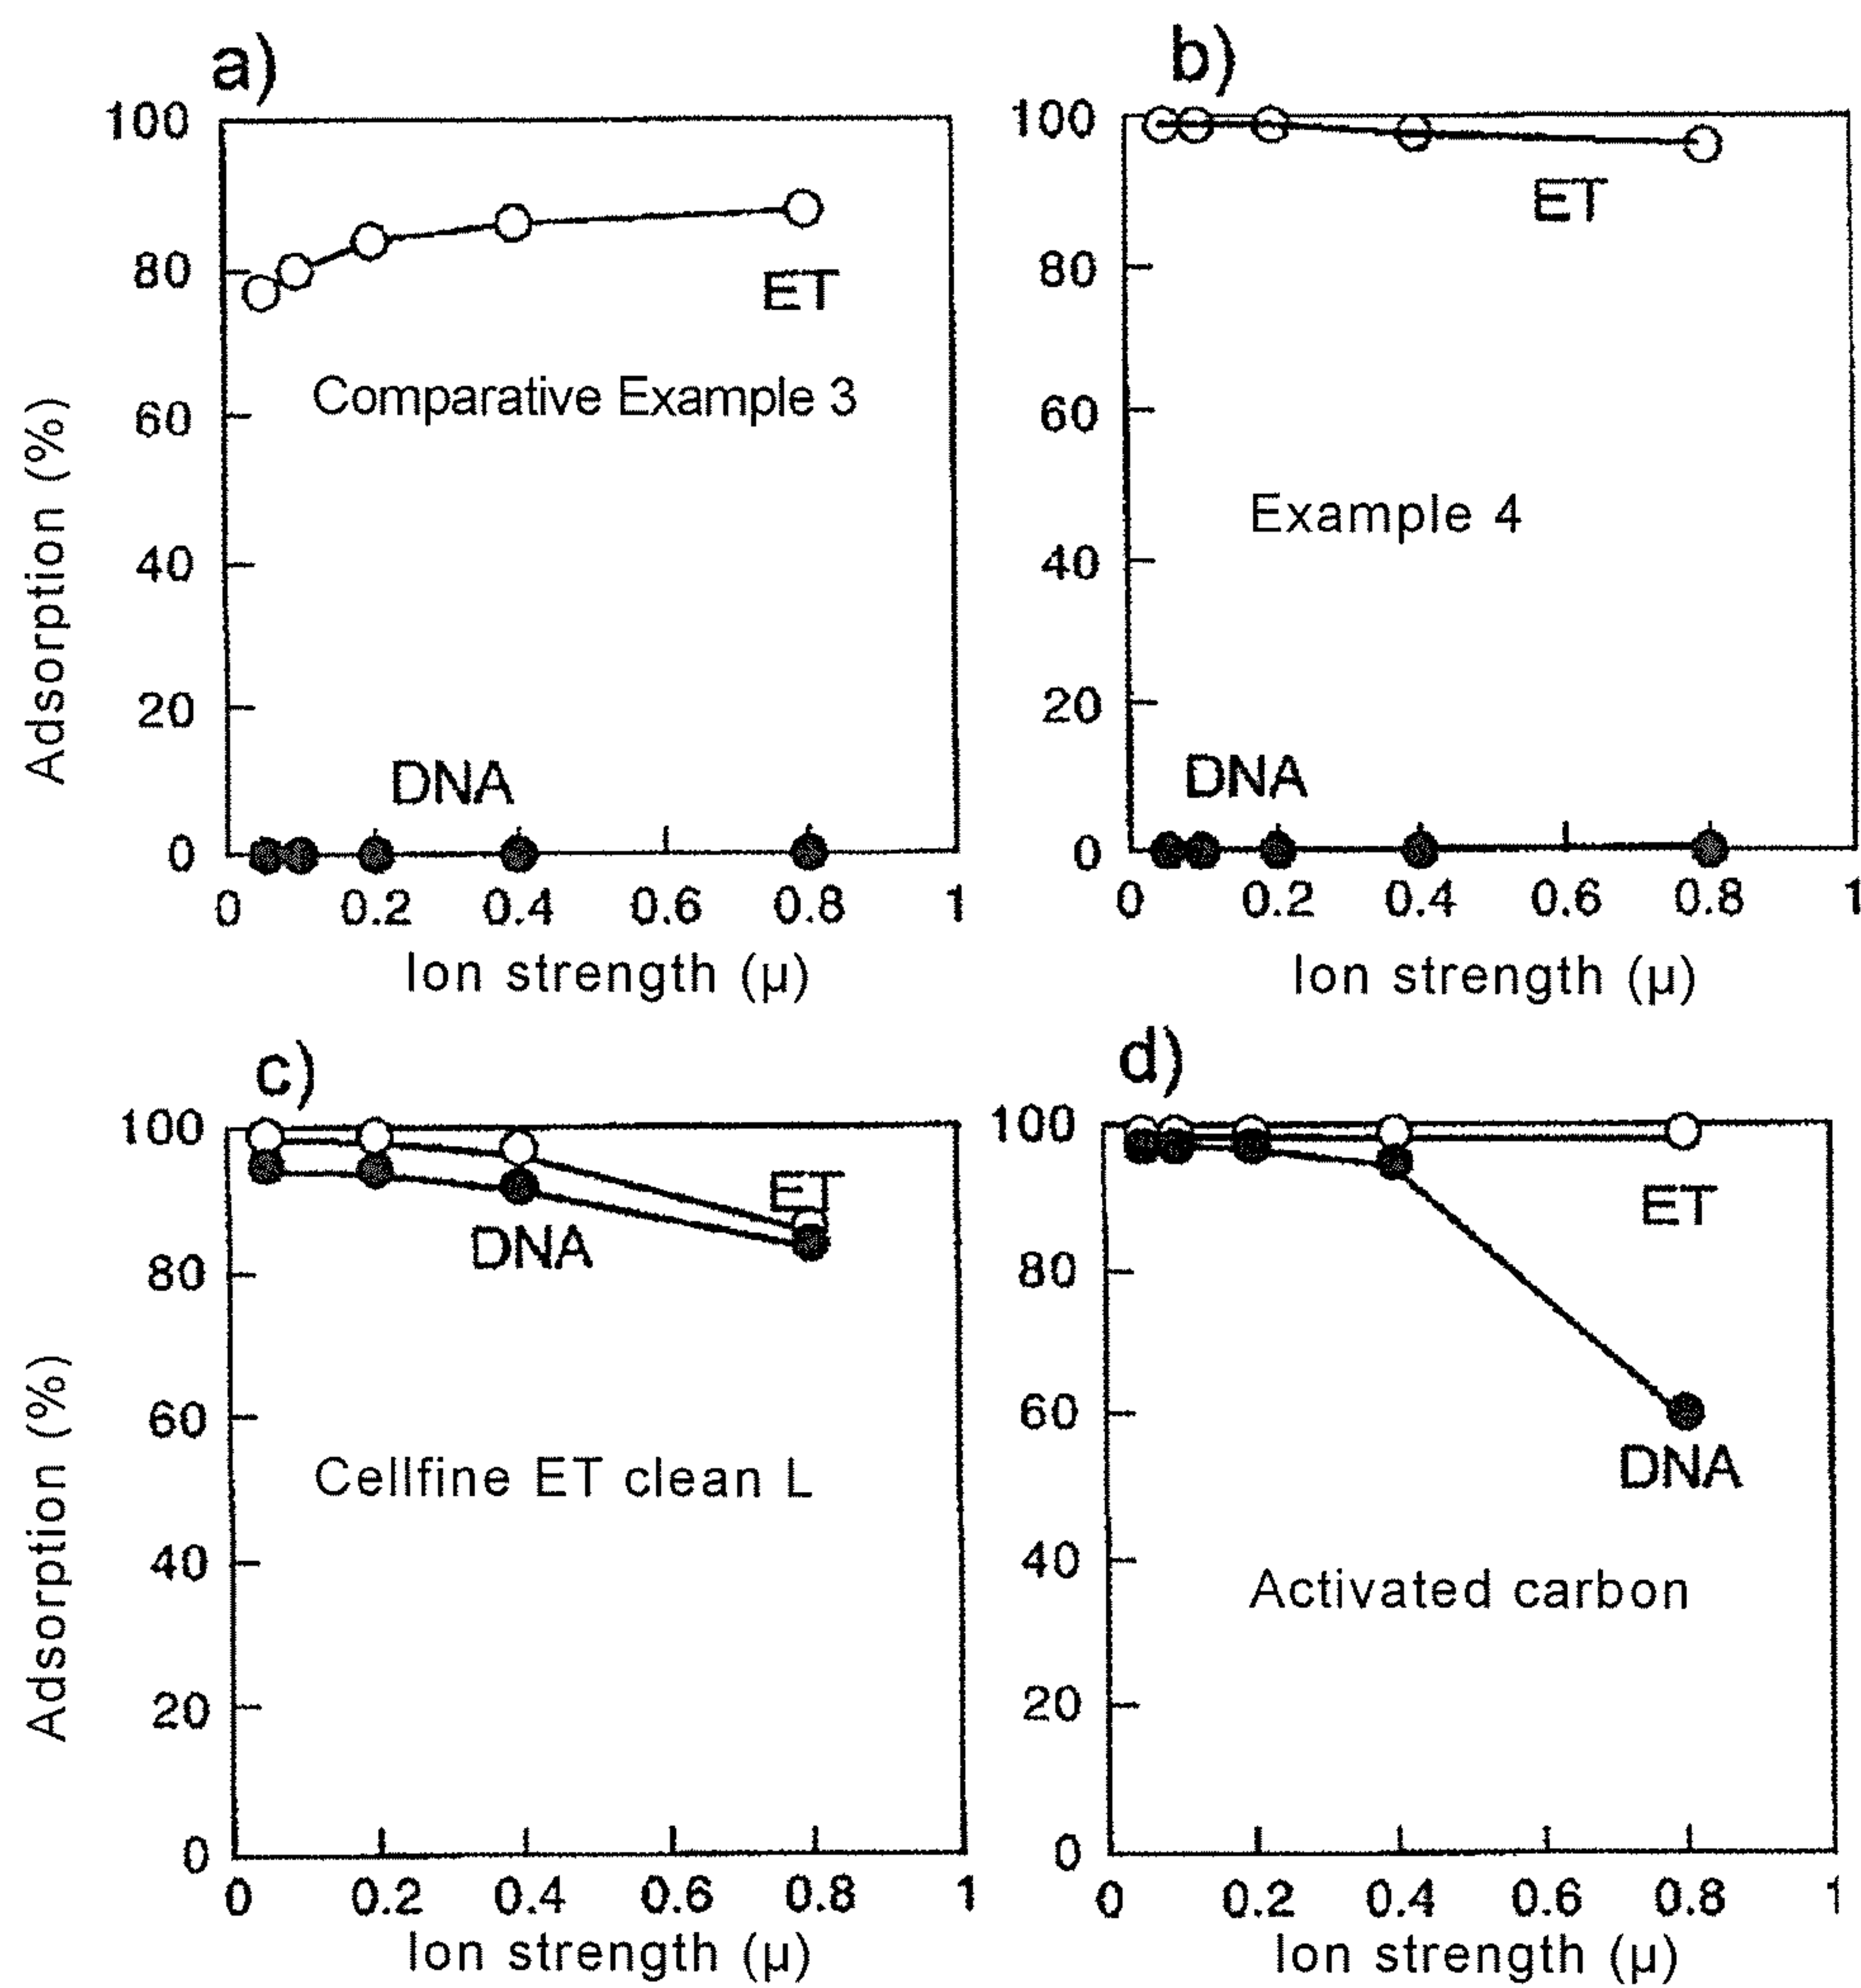 a)
100
80
60
40
20
0
Adsorption (%)
ET
Comparative Example 3
DNA
0 0.2 0.4 0.6 0.8 1
Ion strength (µ)
b)
100
80
60
40
20
0
ET
Example 4
DNA
0 0.2 0.4 0.6 0.8 1
Ion strength (µ)
c)
100
80
60
40
20
0
Adsorption (%)
ET
DNA
Cellfine ET clean L
0 0.2 0.4 0.6 0.8 1
Ion strength (µ)
d)
100
80
60
40
20
0
ET
DNA
Activated carbon
0 0.2 0.4 0.6 0.8 1
Ion strength (µ)